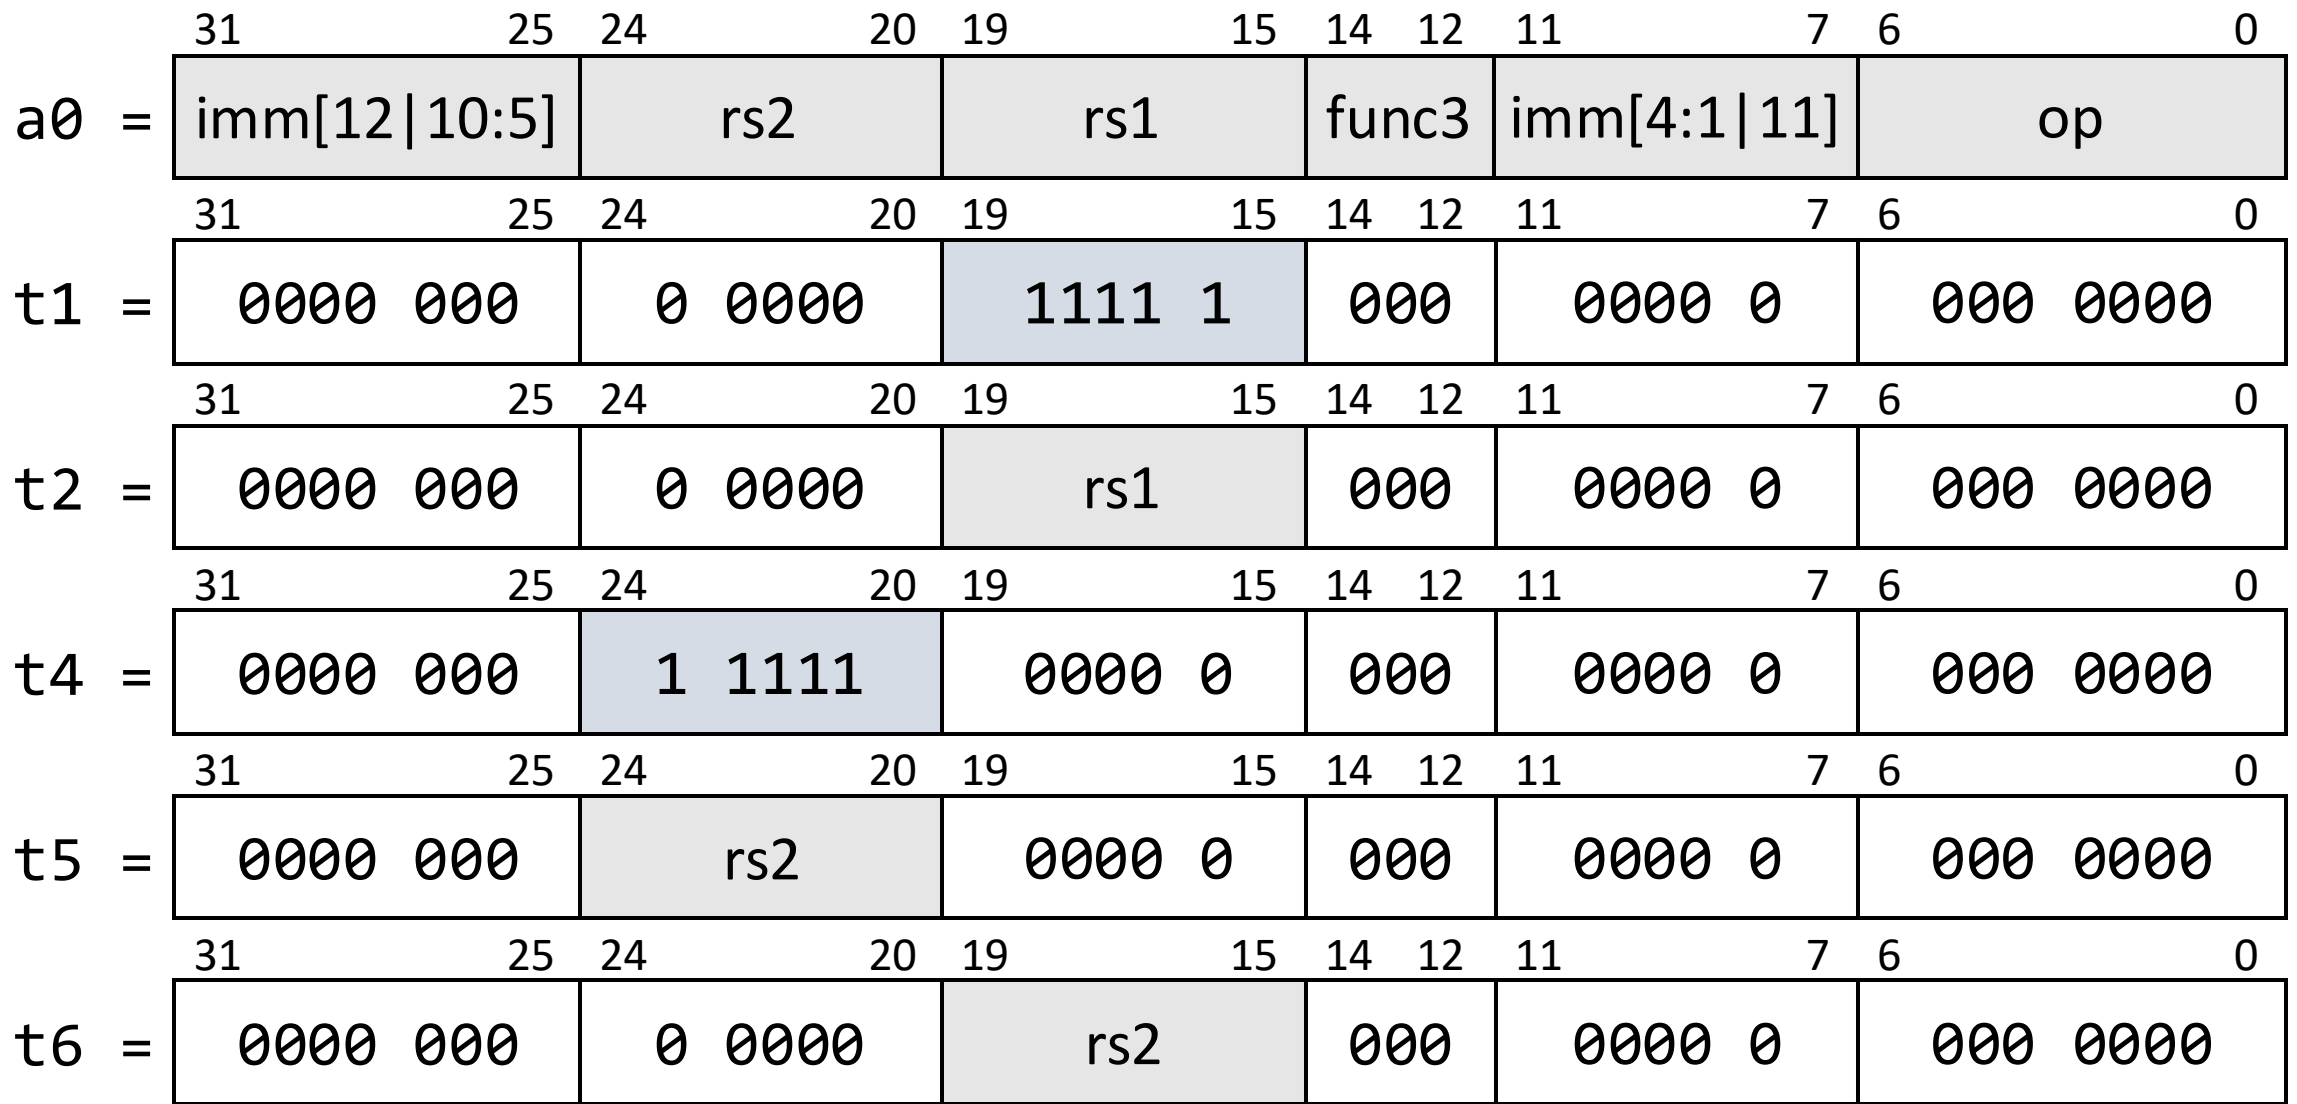 31 25 24 20 19 15 14 12 11 7 6 0
a0 = imm[12|10:5] rs2 rs1 func3 imm[4:1|11] op
31 25 24 20 19 15 14 12 11 7 6 0
t1 = 0000 000 0 0000 1111 1 000 0000 0 000 0000
31 25 24 20 19 15 14 12 11 7 6 0
t2 = 0000 000 0 0000 rs1 000 0000 0 000 0000
31 25 24 20 19 15 14 12 11 7 6 0
t4 = 0000 000 1 1111 0000 0 000 0000 0 000 0000
31 25 24 20 19 15 14 12 11 7 6 0
t5 = 0000 000 rs2 0000 0 000 0000 0 000 0000
31 25 24 20 19 15 14 12 11 7 6 0
t6 = 0000 000 0 0000 rs2 000 0000 0 000 0000